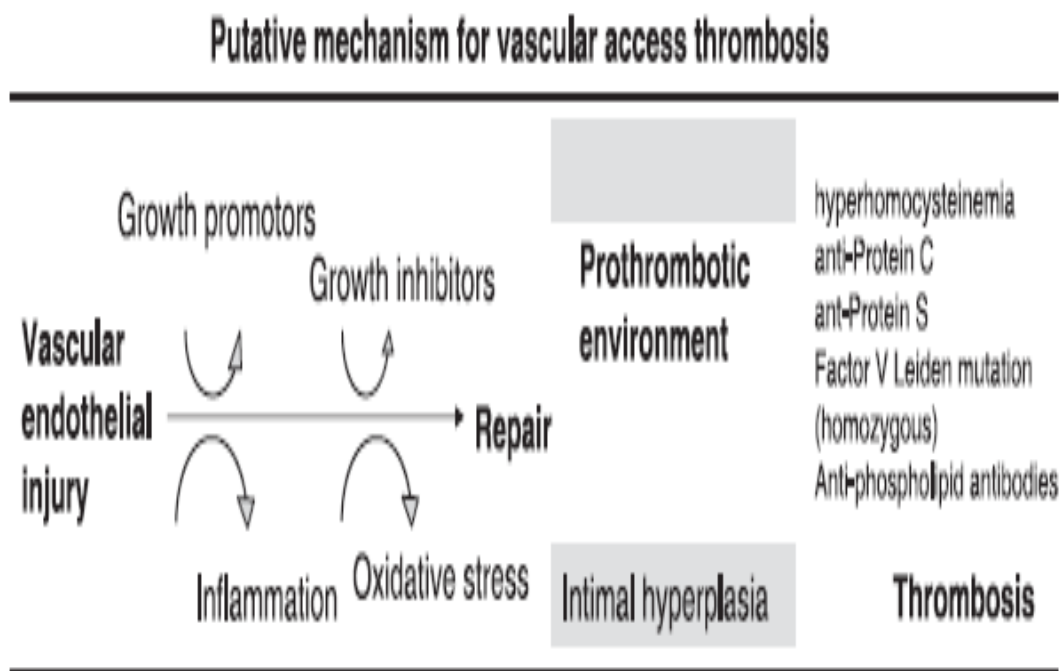 Putative mechanism for vascular access thrombosis
Growth promotors
Growth inhibitors
Vascular
endothelial
injury
Repair
Inflammation
Oxidative stress
Prothrombotic
environment
Intimal hyperplasia
hyperhomocysteinemia
anti-Protein C
ant-Protein S
Factor V Leiden mutation
(homozygous)
Anti-phospholipid antibodies
Thrombosis